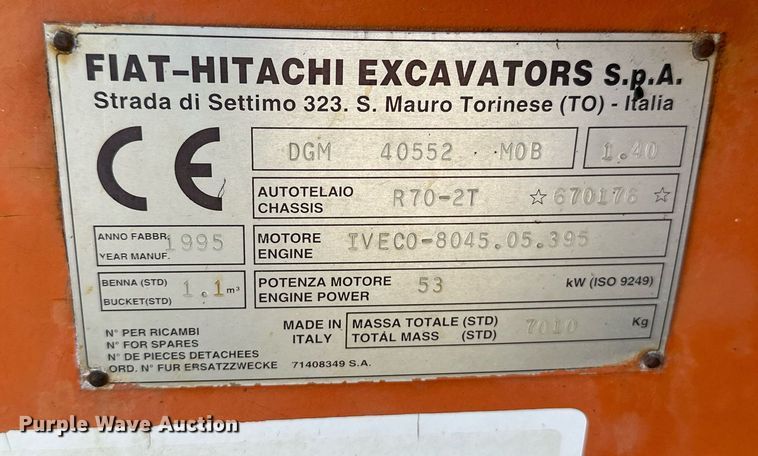 FIAT-HITACHI EXCAVATORS S.p.A.
Strada di Settimo 323. S. Mauro Torinese (TO) - Italia
CE
DGM 40552 MOB 1.40
AUTOTELAIO
CHASSIS R70-2T ☆ 670176 ☆
ANNO FABBR.
YEAR MANUF. 1995
MOTORE
ENGINE IVECO-8045.05.395
BENNA (STD)
BUCKET(STD) 1.1 m³
POTENZA MOTORE
ENGINE POWER 53 kW (ISO 9249)
N° PER RICAMBI
N° FOR SPARES
N° DE PIECES DETACHEES
ORD. N° FUR ERSATZZWECKE 71408349 S.A.
MADE IN
ITALY
MASSA TOTALE (STD)
TOTAL MASS (STD) 7010 Kg
Purple Wave Auction